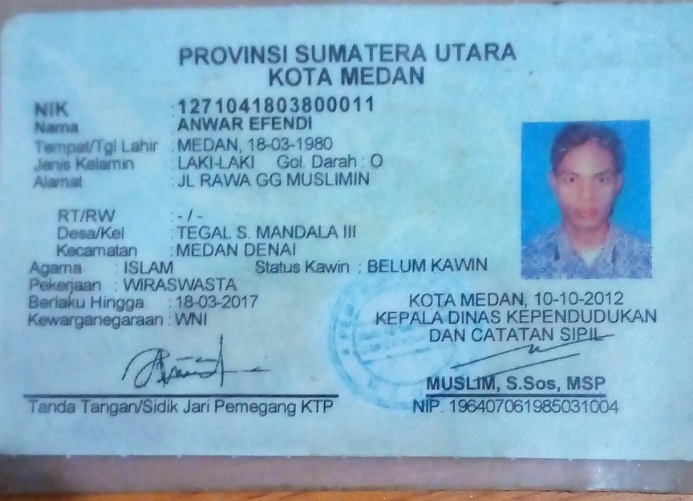 PROVINSI SUMATERA UTARA
KOTA MEDAN
NIK : 1271041803800011
Nama : ANWAR EFENDI
Tempat/Tgl Lahir : MEDAN, 18-03-1980
Jenis Kelamin : LAKI-LAKI Gol. Darah : O
Alamat : JL RAWA GG MUSLIMIN
RT/RW : - / -
Desa/Kel : TEGAL S. MANDALA III
Kecamatan : MEDAN DENAI
Agama : ISLAM Status Kawin : BELUM KAWIN
Pekerjaan : WIRASWASTA
Berlaku Hingga : 18-03-2017
Kewarganegaraan : WNI
KOTA MEDAN, 10-10-2012
KEPALA DINAS KEPENDUDUKAN
DAN CATATAN SIPIL
MUSLIM, S.Sos, MSP
NIP. 196407061985031004
Tanda Tangan/Sidik Jari Pemegang KTP